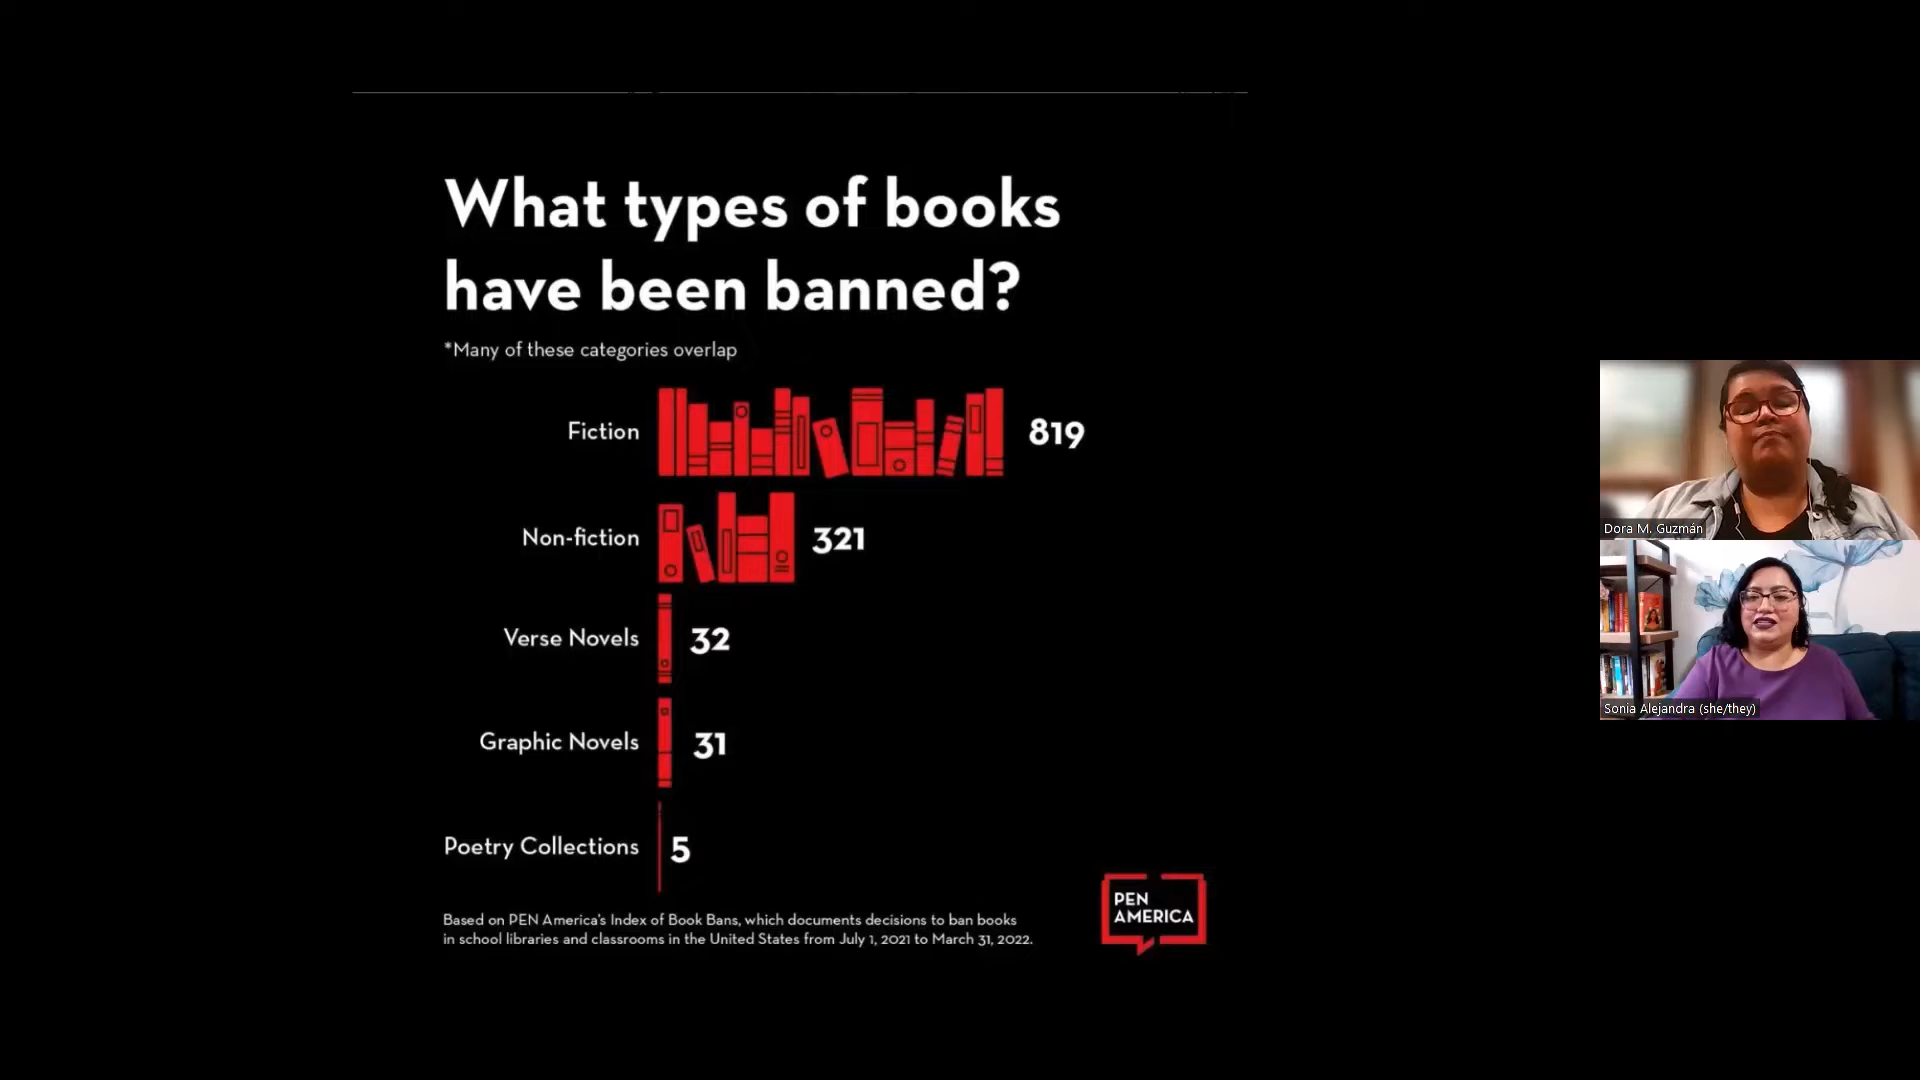 What types of books
have been banned?
*Many of these categories overlap
Fiction 819
Non-fiction 321
Verse Novels 32
Graphic Novels 31
Poetry Collections 5
Based on PEN America's Index of Book Bans, which documents decisions to ban books
in school libraries and classrooms in the United States from July 1, 2021 to March 31, 2022.
PEN
AMERICA
Dora M. Guzmán
Sonia Alejandra (she/they)